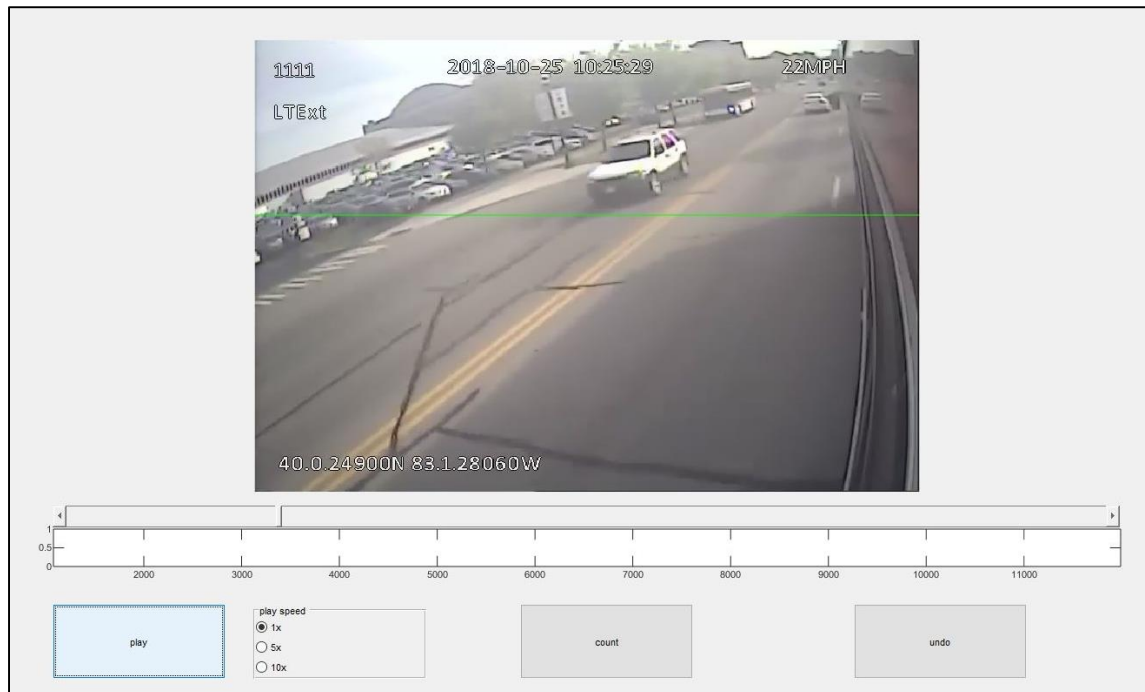 1111 2018-10-25 10:25:29 22MPH
LTExt
40.0.24900N 83.1.28060W
1
0.5
0
2000 3000 4000 5000 6000 7000 8000 9000 10000 11000
play
play speed
1x
5x
10x
count
undo